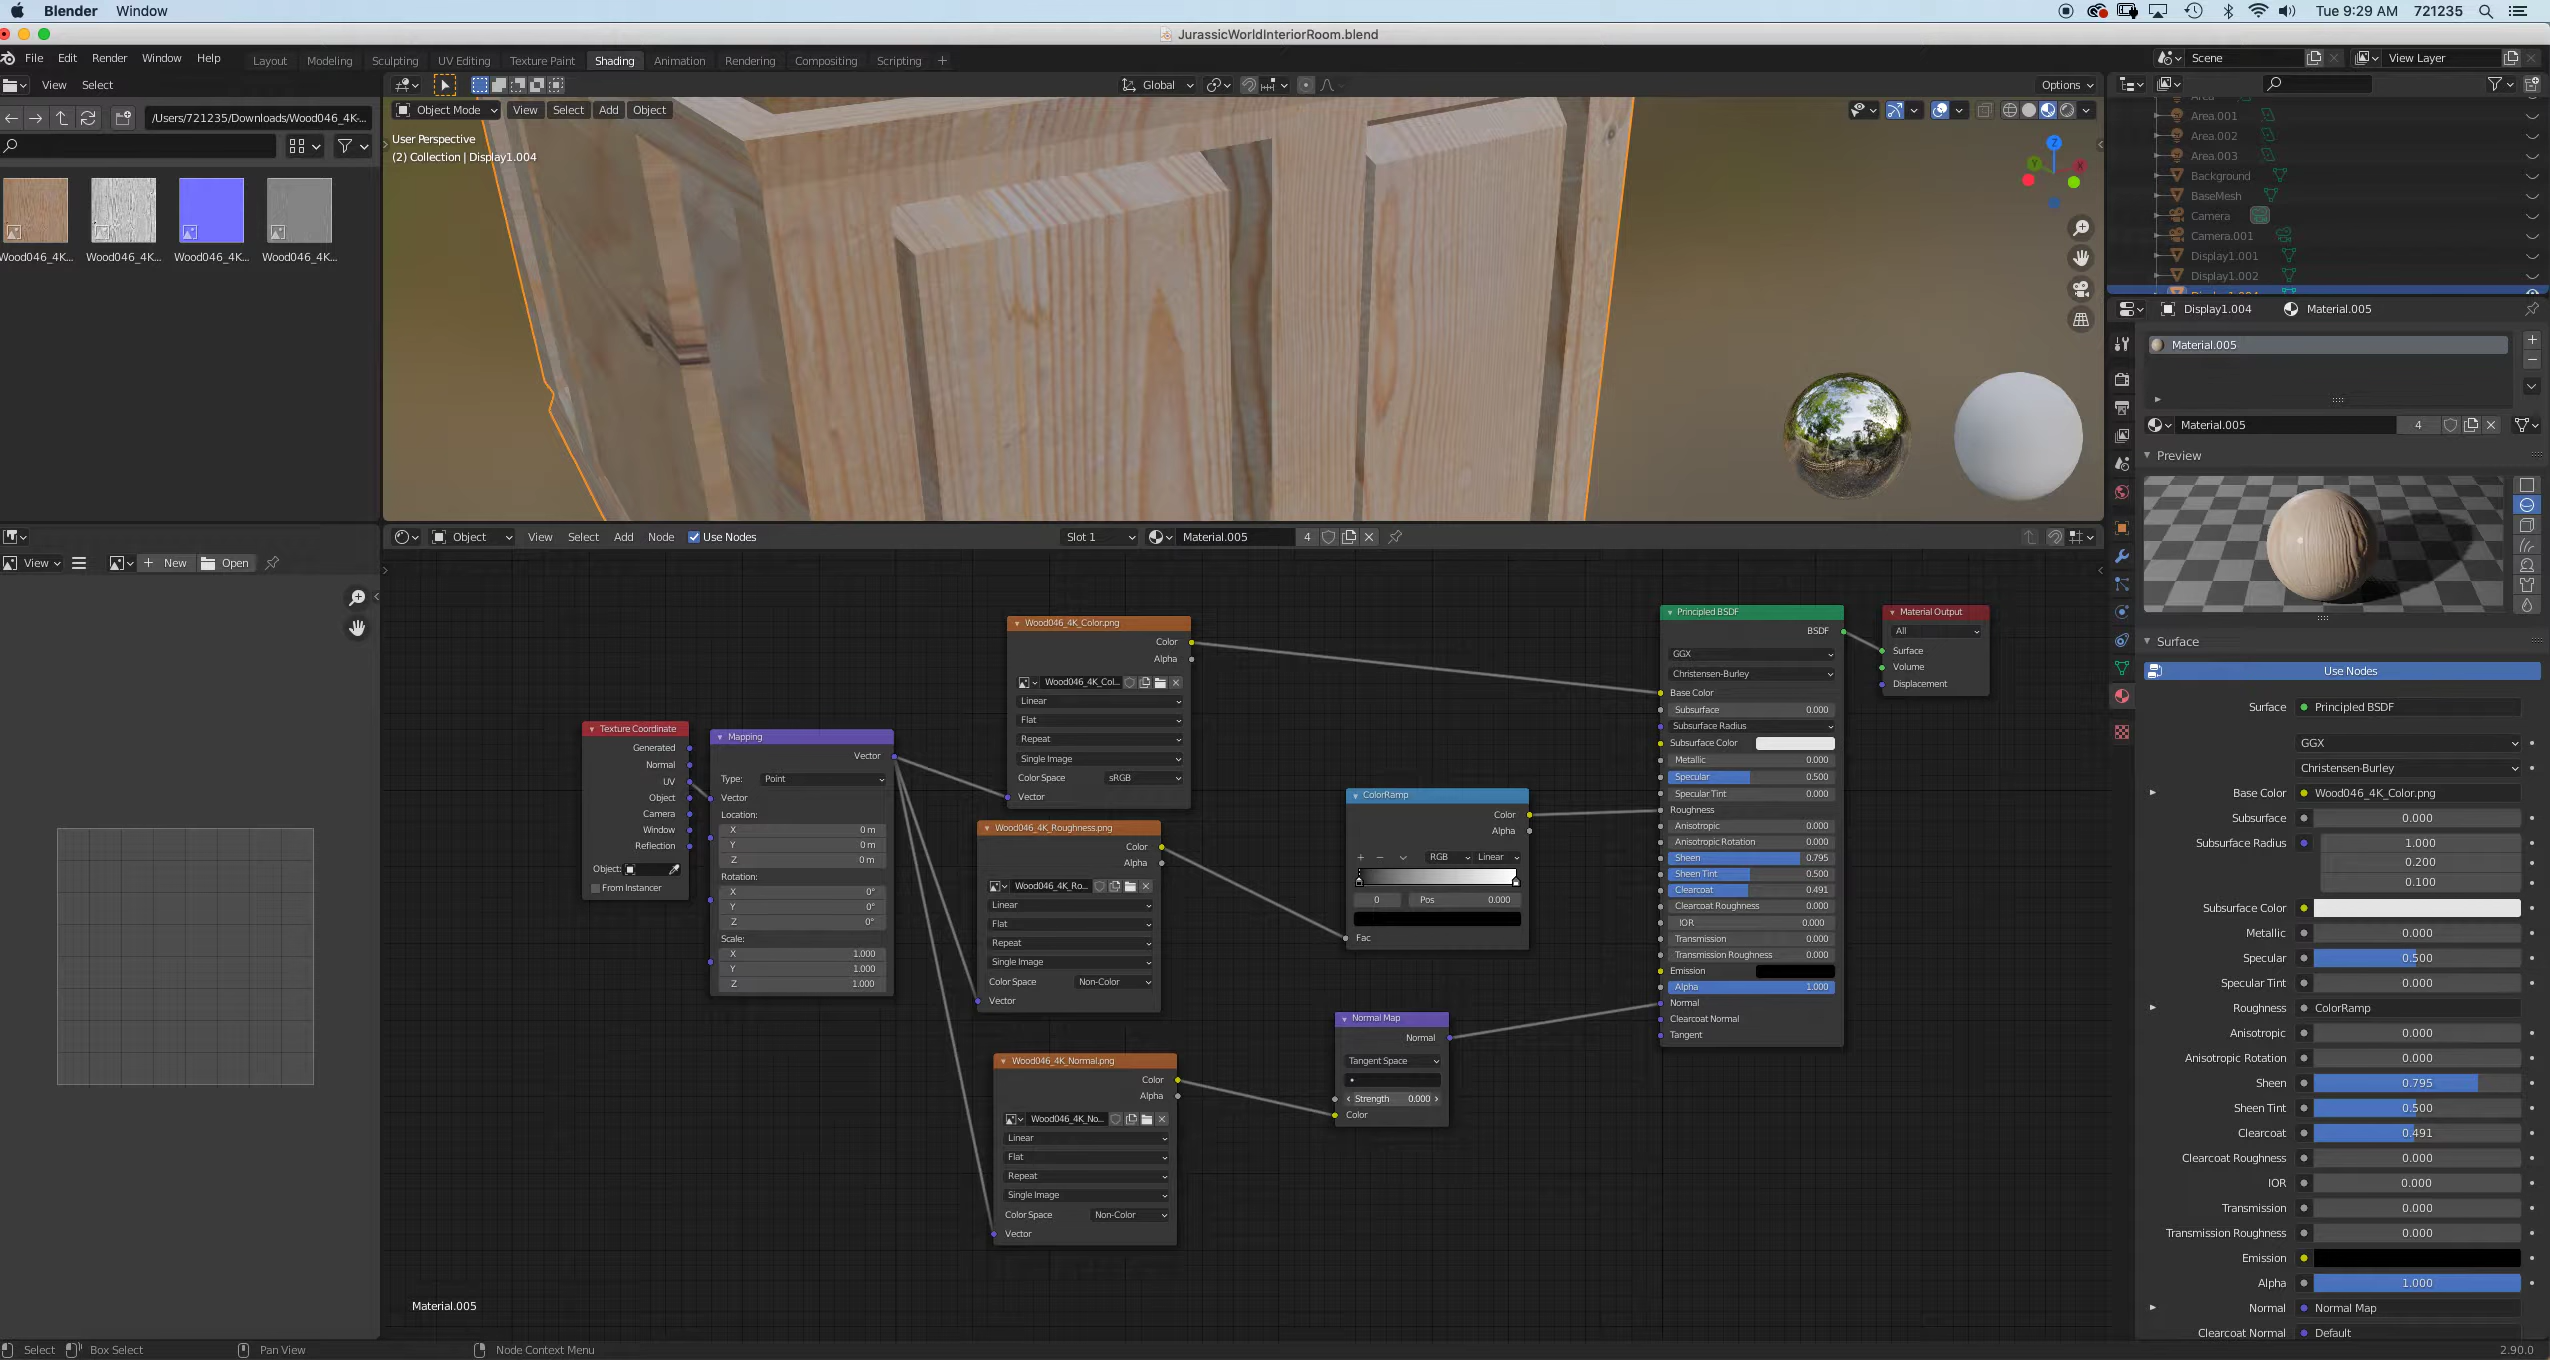 Blender Window
Tue 9:29 AM 721235
JurassicWorldInteriorRoom.blend
File Edit Render Window Help
Layout Modeling Sculpting UV Editing Texture Paint Shading Animation Rendering Compositing Scripting +
Scene
View Layer
View Select
Global
Options
/Users/721235/Downloads/Wood046_4K-...
Object Mode View Select Add Object
User Perspective
(2) Collection | Display1.004
Wood046_4K... Wood046_4K... Wood046_4K... Wood046_4K...
Z
Y
X
Area.001
Area.002
Area.003
Background
BaseMesh
Camera
Camera.001
Display1.001
Display1.002
Display1.004
Display1.004 Material.005
Material.005
Material.005 4
Preview
Surface
Use Nodes
Surface Principled BSDF
GGX
Christensen-Burley
Base Color Wood046_4K_Color.png
Subsurface 0.000
Subsurface Radius 1.000
0.200
0.100
Subsurface Color
Metallic 0.000
Specular 0.500
Specular Tint 0.000
Roughness ColorRamp
Anisotropic 0.000
Anisotropic Rotation 0.000
Sheen 0.795
Sheen Tint 0.500
Clearcoat 0.491
Clearcoat Roughness 0.000
IOR 0.000
Transmission 0.000
Transmission Roughness 0.000
Emission
Alpha 1.000
Normal Normal Map
Clearcoat Normal Default
View + New Open
Object View Select Add Node Use Nodes
Slot 1
Material.005 4
Texture Coordinate
Generated
Normal
UV
Object
Camera
Window
Reflection
Object:
From Instancer
Mapping
Vector
Type: Point
Vector
Location:
X 0 m
Y 0 m
Z 0 m
Rotation:
X 0°
Y 0°
Z 0°
Scale:
X 1.000
Y 1.000
Z 1.000
Wood046_4K_Color.png
Color
Alpha
Wood046_4K_Col...
Linear
Flat
Repeat
Single Image
Color Space sRGB
Vector
Wood046_4K_Roughness.png
Color
Alpha
Wood046_4K_Ro...
Linear
Flat
Repeat
Single Image
Color Space Non-Color
Vector
Wood046_4K_Normal.png
Color
Alpha
Wood046_4K_No...
Linear
Flat
Repeat
Single Image
Color Space Non-Color
Vector
ColorRamp
Color
Alpha
+ − RGB Linear
0 Pos 0.000
Fac
Normal Map
Normal
Tangent Space
Strength 0.000
Color
Principled BSDF
BSDF
GGX
Christensen-Burley
Base Color
Subsurface 0.000
Subsurface Radius
Subsurface Color
Metallic 0.000
Specular 0.500
Specular Tint 0.000
Roughness
Anisotropic 0.000
Anisotropic Rotation 0.000
Sheen 0.795
Sheen Tint 0.500
Clearcoat 0.491
Clearcoat Roughness 0.000
IOR 0.000
Transmission 0.000
Transmission Roughness 0.000
Emission
Alpha 1.000
Normal
Clearcoat Normal
Tangent
Material Output
All
Surface
Volume
Displacement
Material.005
Select Box Select Pan View Node Context Menu 2.90.0